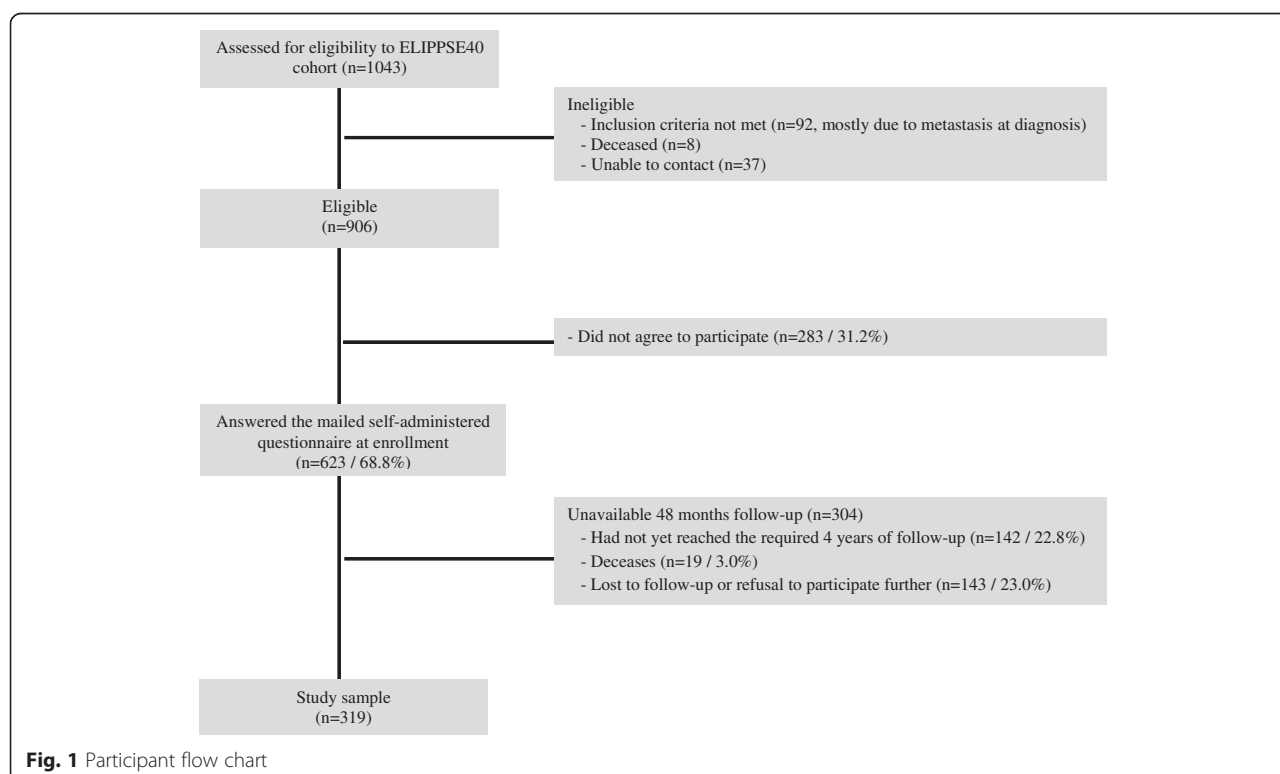 Assessed for eligibility to ELIPPSE40
cohort (n=1043)
Ineligible
- Inclusion criteria not met (n=92, mostly due to metastasis at diagnosis)
- Deceased (n=8)
- Unable to contact (n=37)
Eligible
(n=906)
- Did not agree to participate (n=283 / 31.2%)
Answered the mailed self-administered
questionnaire at enrollment
(n=623 / 68.8%)
Unavailable 48 months follow-up (n=304)
- Had not yet reached the required 4 years of follow-up (n=142 / 22.8%)
- Deceases (n=19 / 3.0%)
- Lost to follow-up or refusal to participate further (n=143 / 23.0%)
Study sample
(n=319)
Fig. 1 Participant flow chart